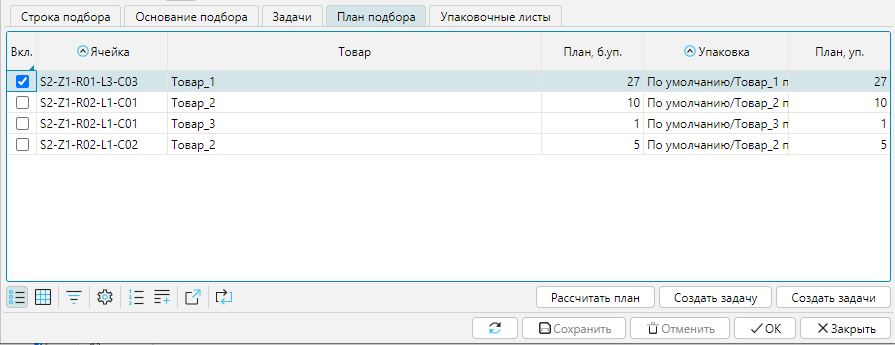 Строка подбора Основание подбора Задачи План подбора Упаковочные листы
Вкл. Ячейка Товар План, б.уп. Упаковка План, уп.
S2-Z1-R01-L3-C03 Товар_1 27 По умолчанию/Товар_1 п 27
S2-Z1-R02-L1-C01 Товар_2 10 По умолчанию/Товар_2 п 10
S2-Z1-R02-L1-C01 Товар_3 1 По умолчанию/Товар_3 п 1
S2-Z1-R02-L1-C02 Товар_2 5 По умолчанию/Товар_2 п 5
Рассчитать план Создать задачу Создать задачи
Сохранить Отменить ОК Закрыть